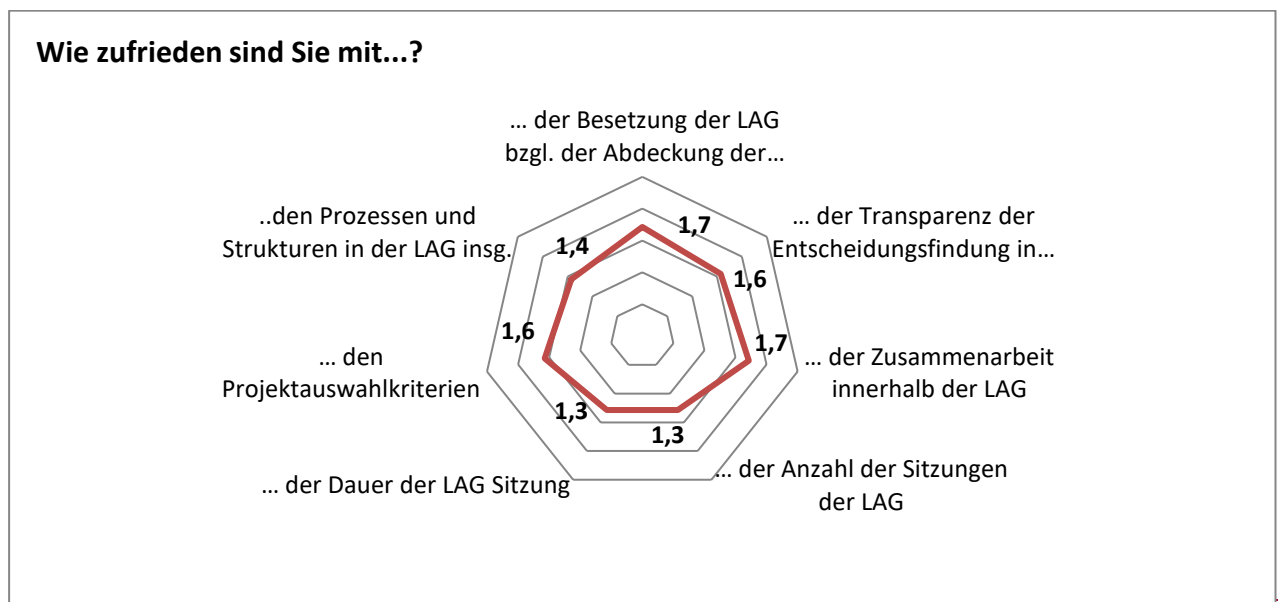 Wie zufrieden sind Sie mit...?
... der Besetzung der LAG
bzgl. der Abdeckung der...
1,7
... der Transparenz der
Entscheidungsfindung in...
1,6
... der Zusammenarbeit
innerhalb der LAG
1,7
... der Anzahl der Sitzungen
der LAG
1,3
... der Dauer der LAG Sitzung
1,3
... den
Projektauswahlkriterien
1,6
..den Prozessen und
Strukturen in der LAG insg.
1,4